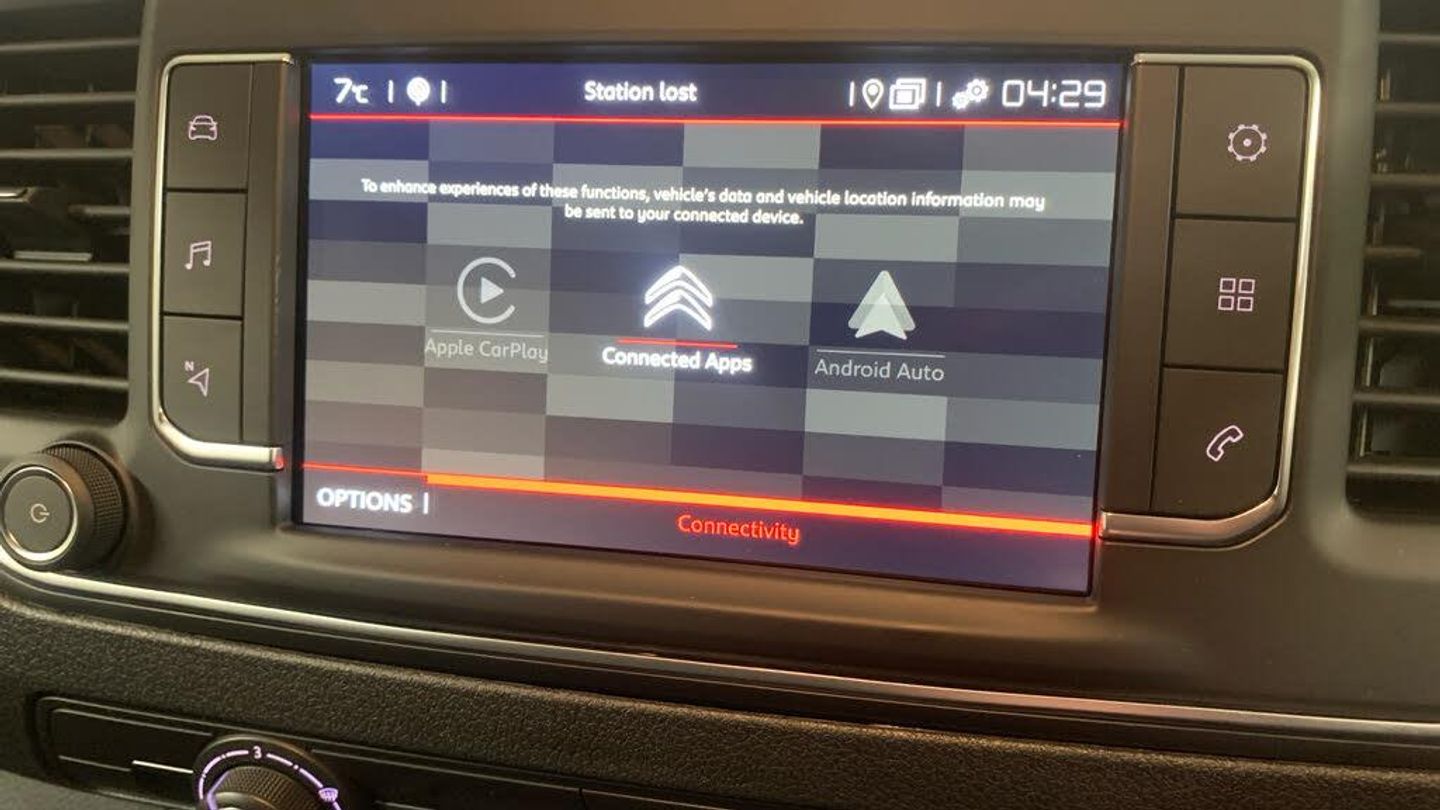 7°C
Station lost
04:29
To enhance experiences of these functions, vehicle's data and vehicle location information may
be sent to your connected device.
Apple CarPlay
Connected Apps
Android Auto
OPTIONS
Connectivity
N
3